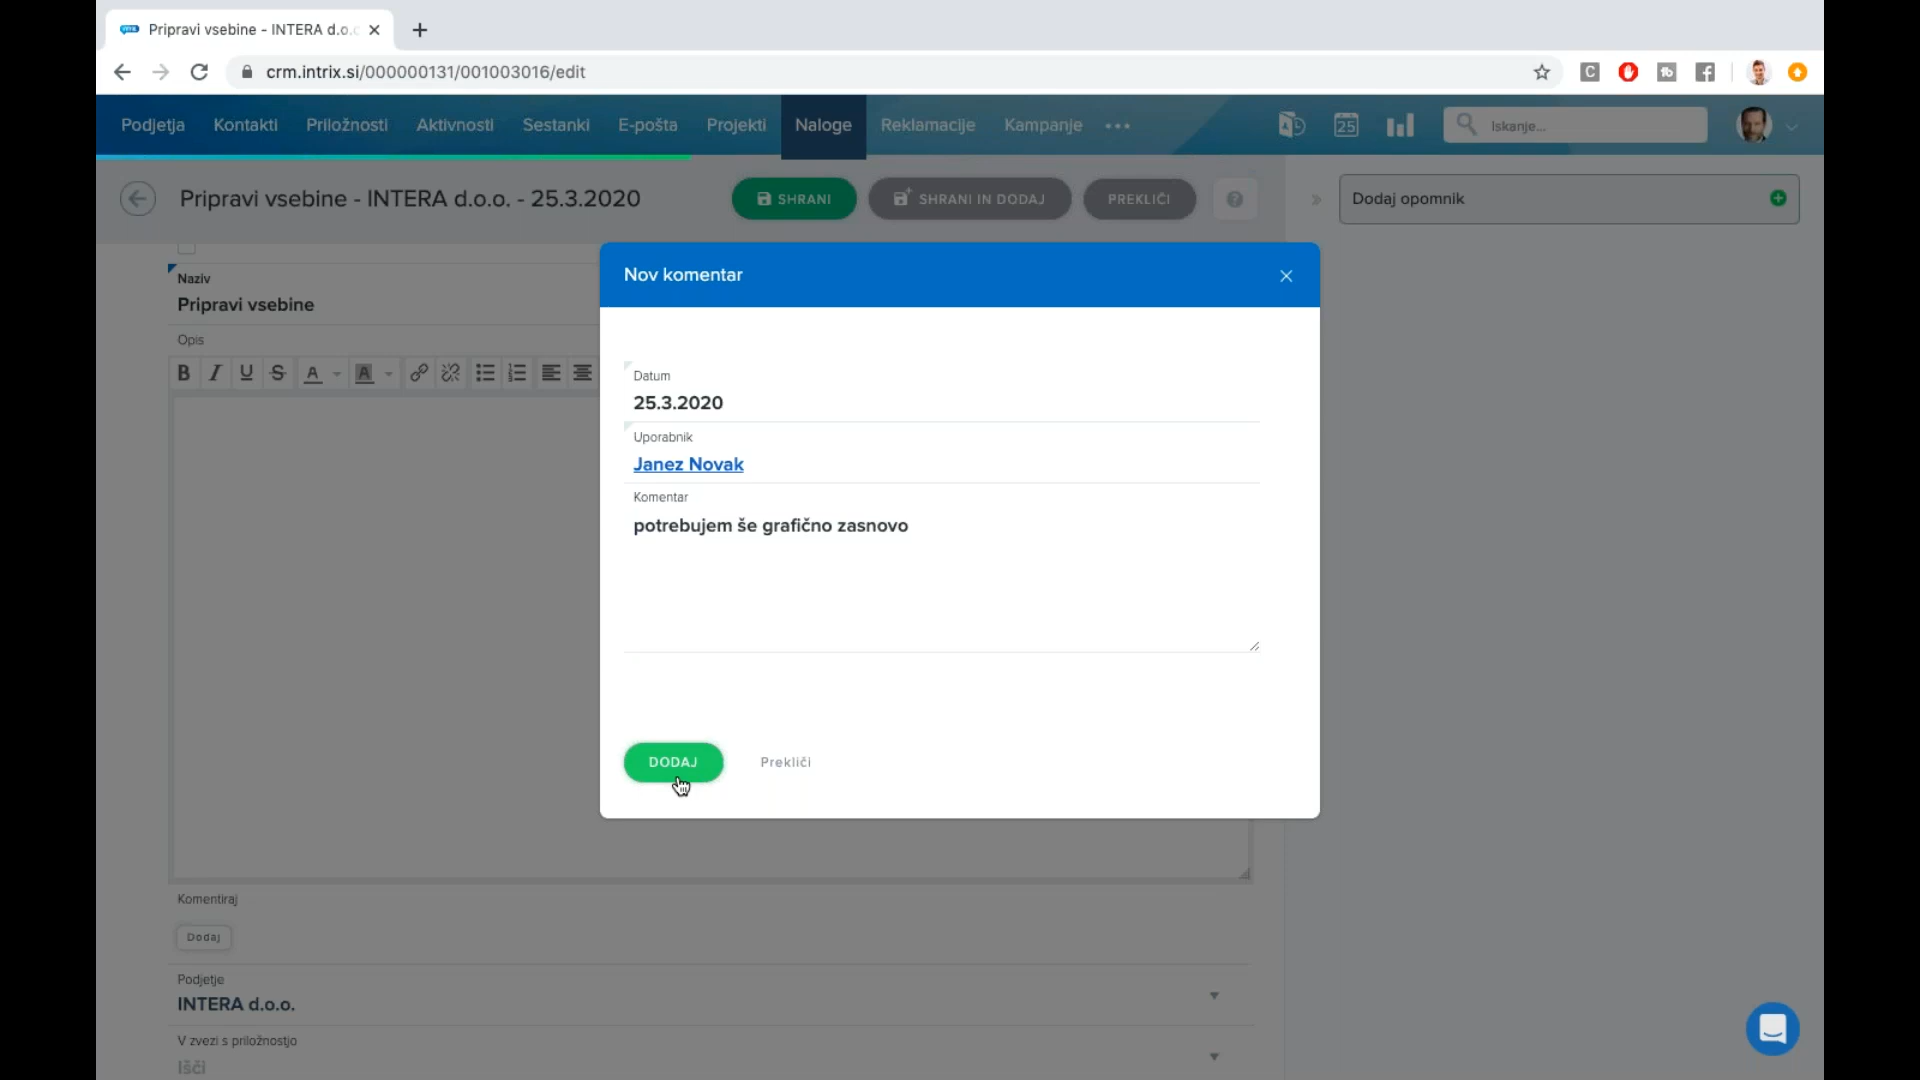 Pripravi vsebine - INTERA d.o.
crm.intrix.si/000000131/001003016/edit
Podjetja
Kontakti
Priložnosti
Aktivnosti
Sestanki
E-pošta
Projekti
Naloge
Reklamacije
Kampanje
25
Iskanje...
Pripravi vsebine - INTERA d.o.o. - 25.3.2020
SHRANI
SHRANI IN DODAJ
PREKLIČI
?
Dodaj opomnik
Naziv
Pripravi vsebine
Opis
B I U S A A
Nov komentar
Datum
25.3.2020
Uporabnik
Janez Novak
Komentar
potrebujem še grafično zasnovo
DODAJ
Prekliči
Komentiraj
Dodaj
Podjetje
INTERA d.o.o.
V zvezi s priložnostjo
Išči